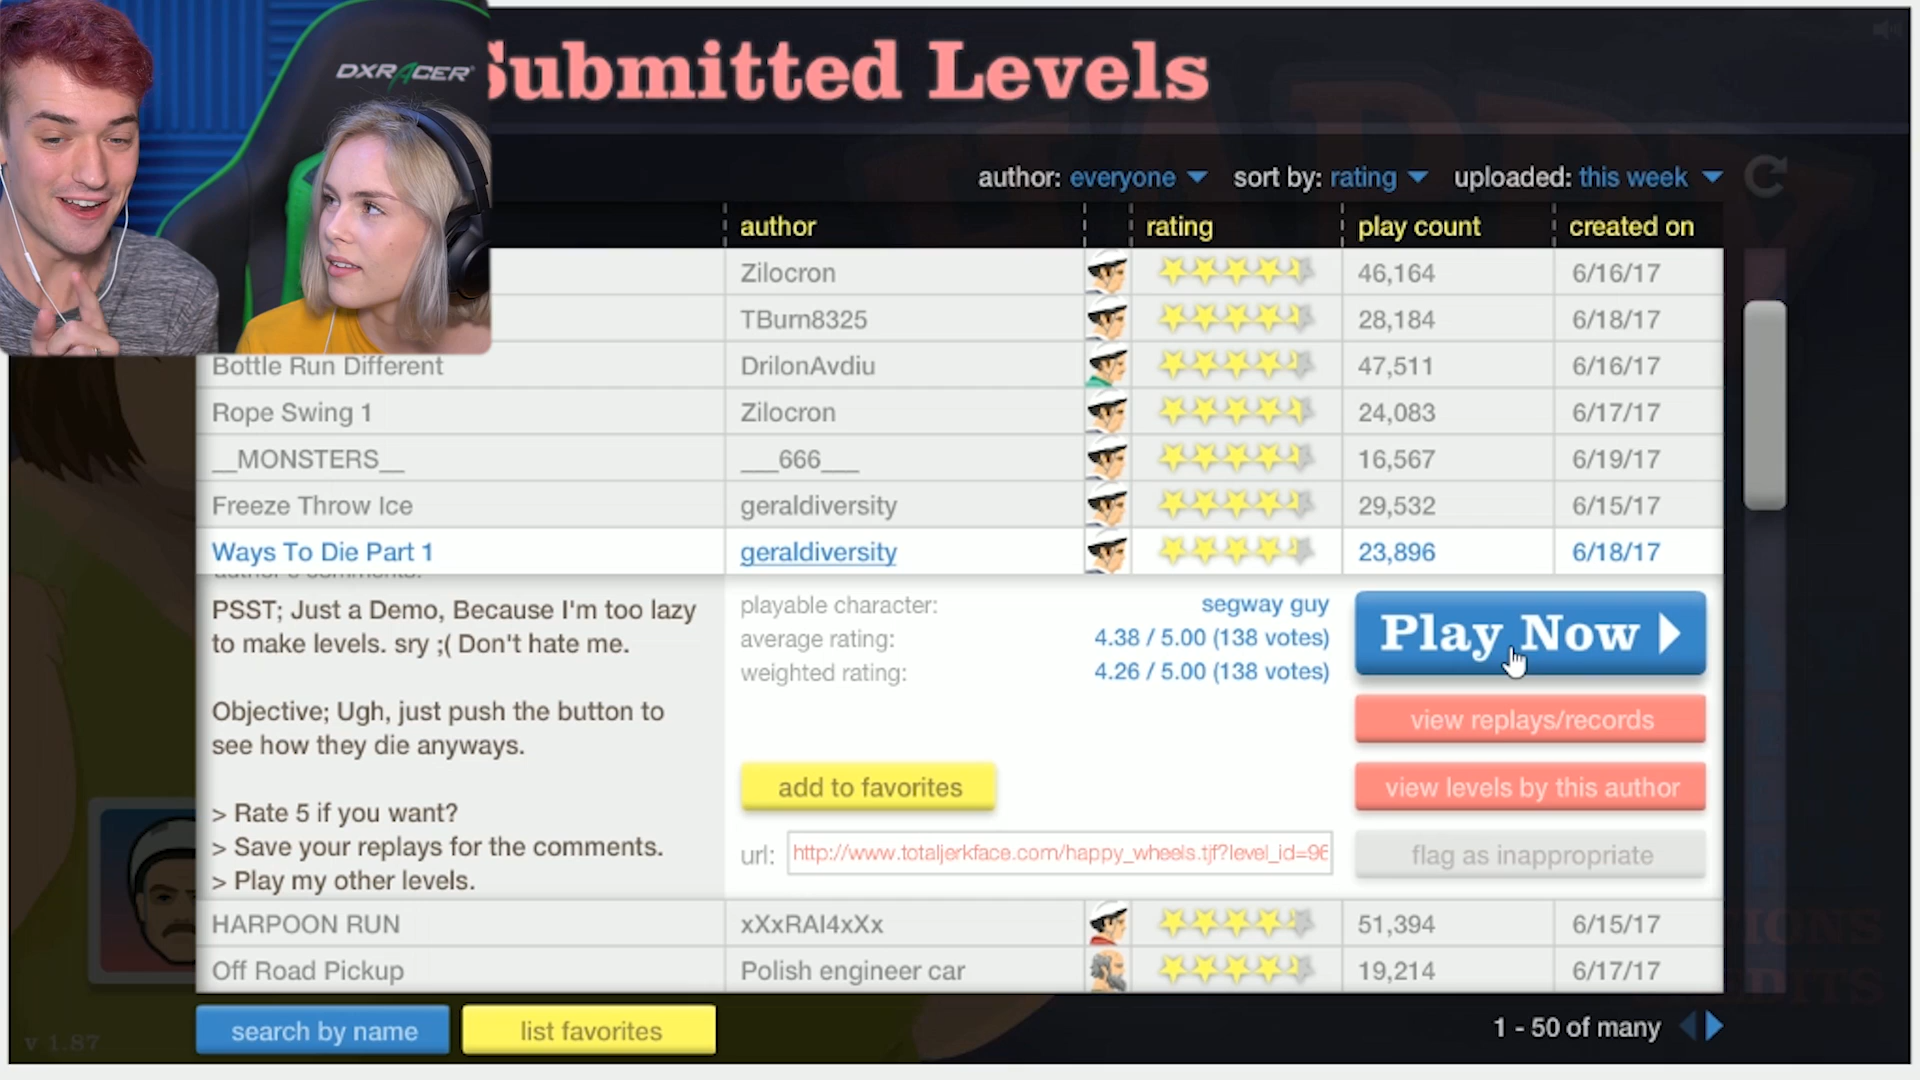 DXRACER
Submitted Levels
author: everyone sort by: rating uploaded: this week
author rating play count created on
Zilocron 46,164 6/16/17
TBurn8325 28,184 6/18/17
Bottle Run Different DrilonAvdiu 47,511 6/16/17
Rope Swing 1 Zilocron 24,083 6/17/17
__MONSTERS__ ___666___ 16,567 6/19/17
Freeze Throw Ice geraldiversity 29,532 6/15/17
Ways To Die Part 1 geraldiversity 23,896 6/18/17
author's comments:
PSST; Just a Demo, Because I'm too lazy
to make levels. sry ;( Don't hate me.
Objective; Ugh, just push the button to
see how they die anyways.
> Rate 5 if you want?
> Save your replays for the comments.
> Play my other levels.
playable character: segway guy
average rating: 4.38 / 5.00 (138 votes)
weighted rating: 4.26 / 5.00 (138 votes)
add to favorites
url: http://www.totaljerkface.com/happy_wheels.tjf?level_id=96
Play Now
view replays/records
view levels by this author
flag as inappropriate
HARPOON RUN xXxRAI4xXx 51,394 6/15/17
Off Road Pickup Polish engineer car 19,214 6/17/17
search by name list favorites
1 - 50 of many
v 1.87